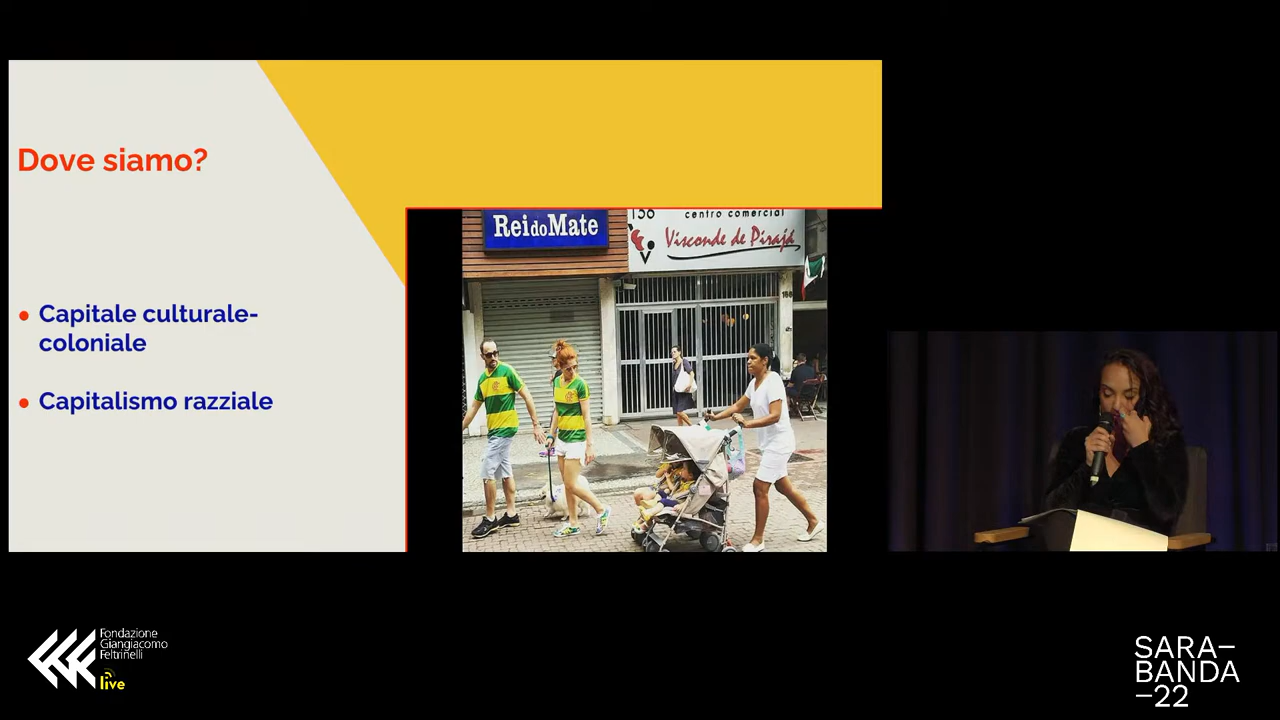 Dove siamo?
• Capitale culturale-
coloniale
• Capitalismo razziale
Rei do Mate
centro comercial
Visconde de Pirajá
Fondazione
Giangiacomo
Feltrinelli
live
SARA–
BANDA
–22